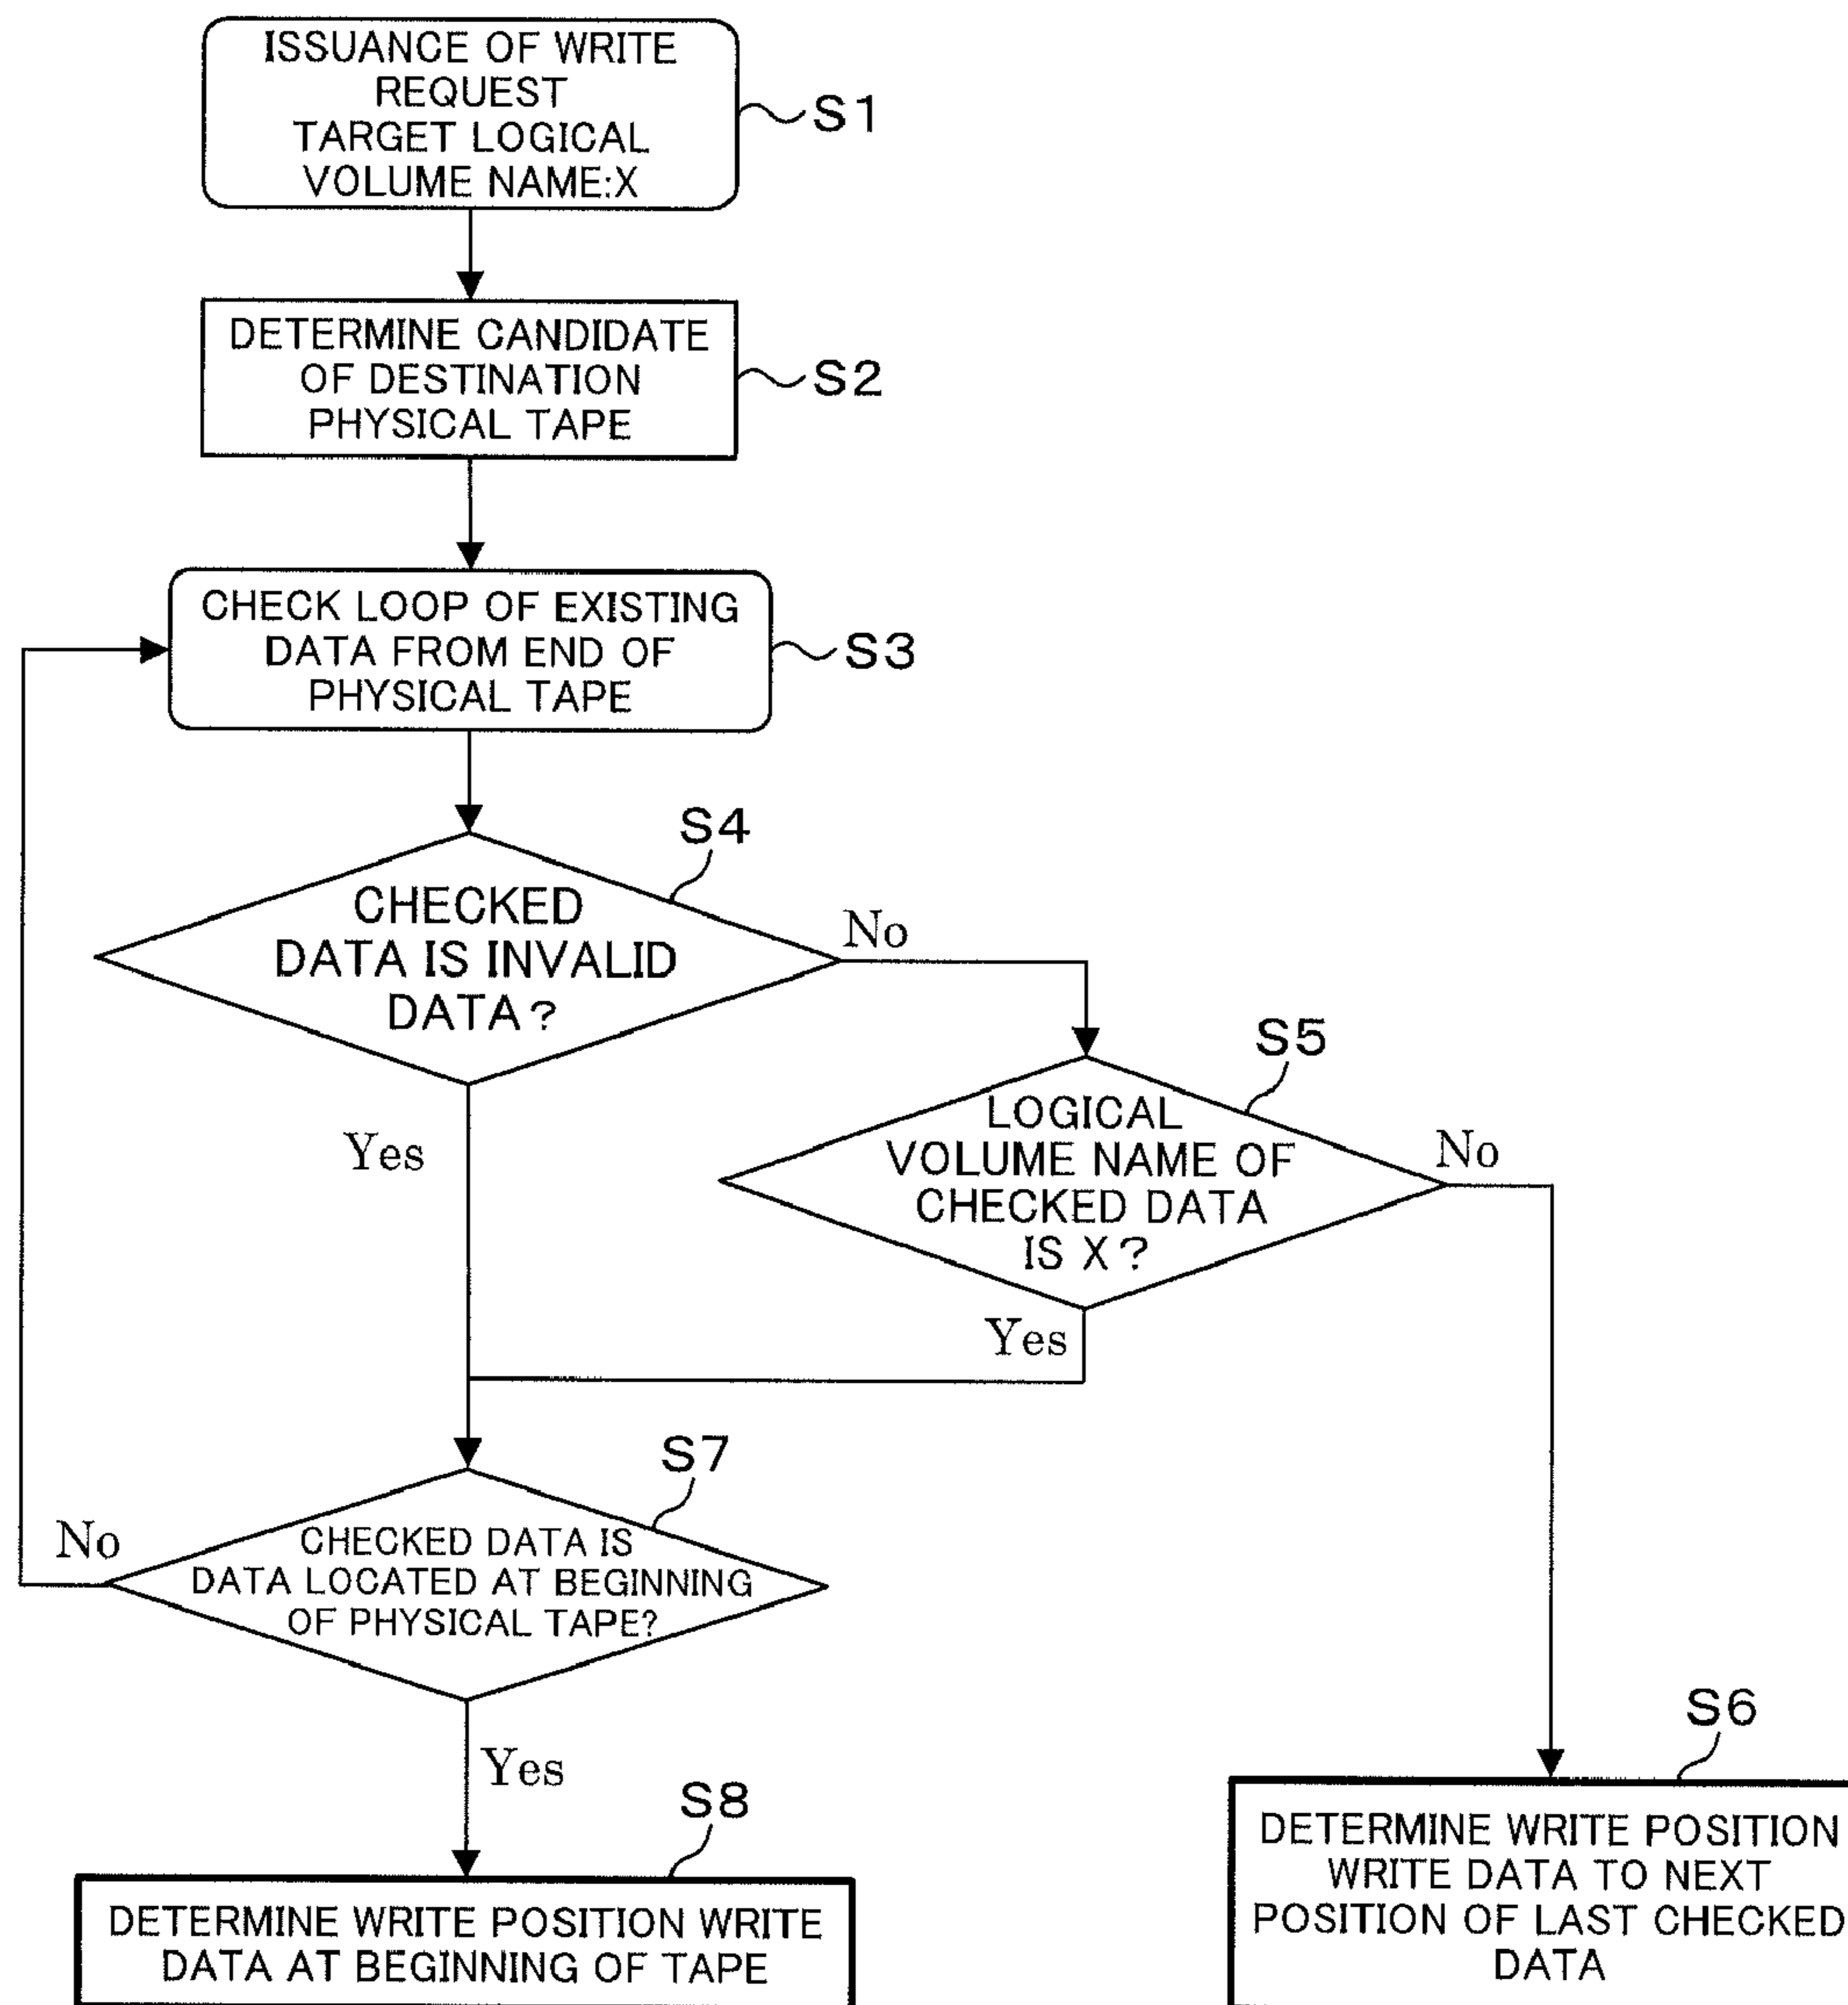 ISSUANCE OF WRITE
REQUEST
TARGET LOGICAL
VOLUME NAME:X
S1
DETERMINE CANDIDATE
OF DESTINATION
PHYSICAL TAPE
S2
CHECK LOOP OF EXISTING
DATA FROM END OF
PHYSICAL TAPE
S3
S4
CHECKED
DATA IS INVALID
DATA?
No
Yes
S5
LOGICAL
VOLUME NAME OF
CHECKED DATA
IS X?
No
Yes
S7
CHECKED DATA IS
DATA LOCATED AT BEGINNING
OF PHYSICAL TAPE?
No
Yes
S8
DETERMINE WRITE POSITION WRITE
DATA AT BEGINNING OF TAPE
S6
DETERMINE WRITE POSITION
WRITE DATA TO NEXT
POSITION OF LAST CHECKED
DATA